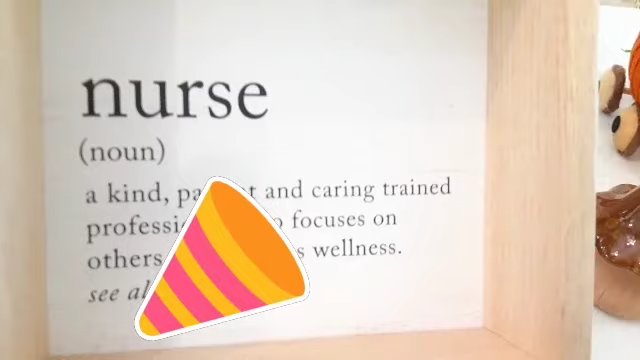 nurse
(noun)
a kind, and caring trained
focuses on
others wellness.
see